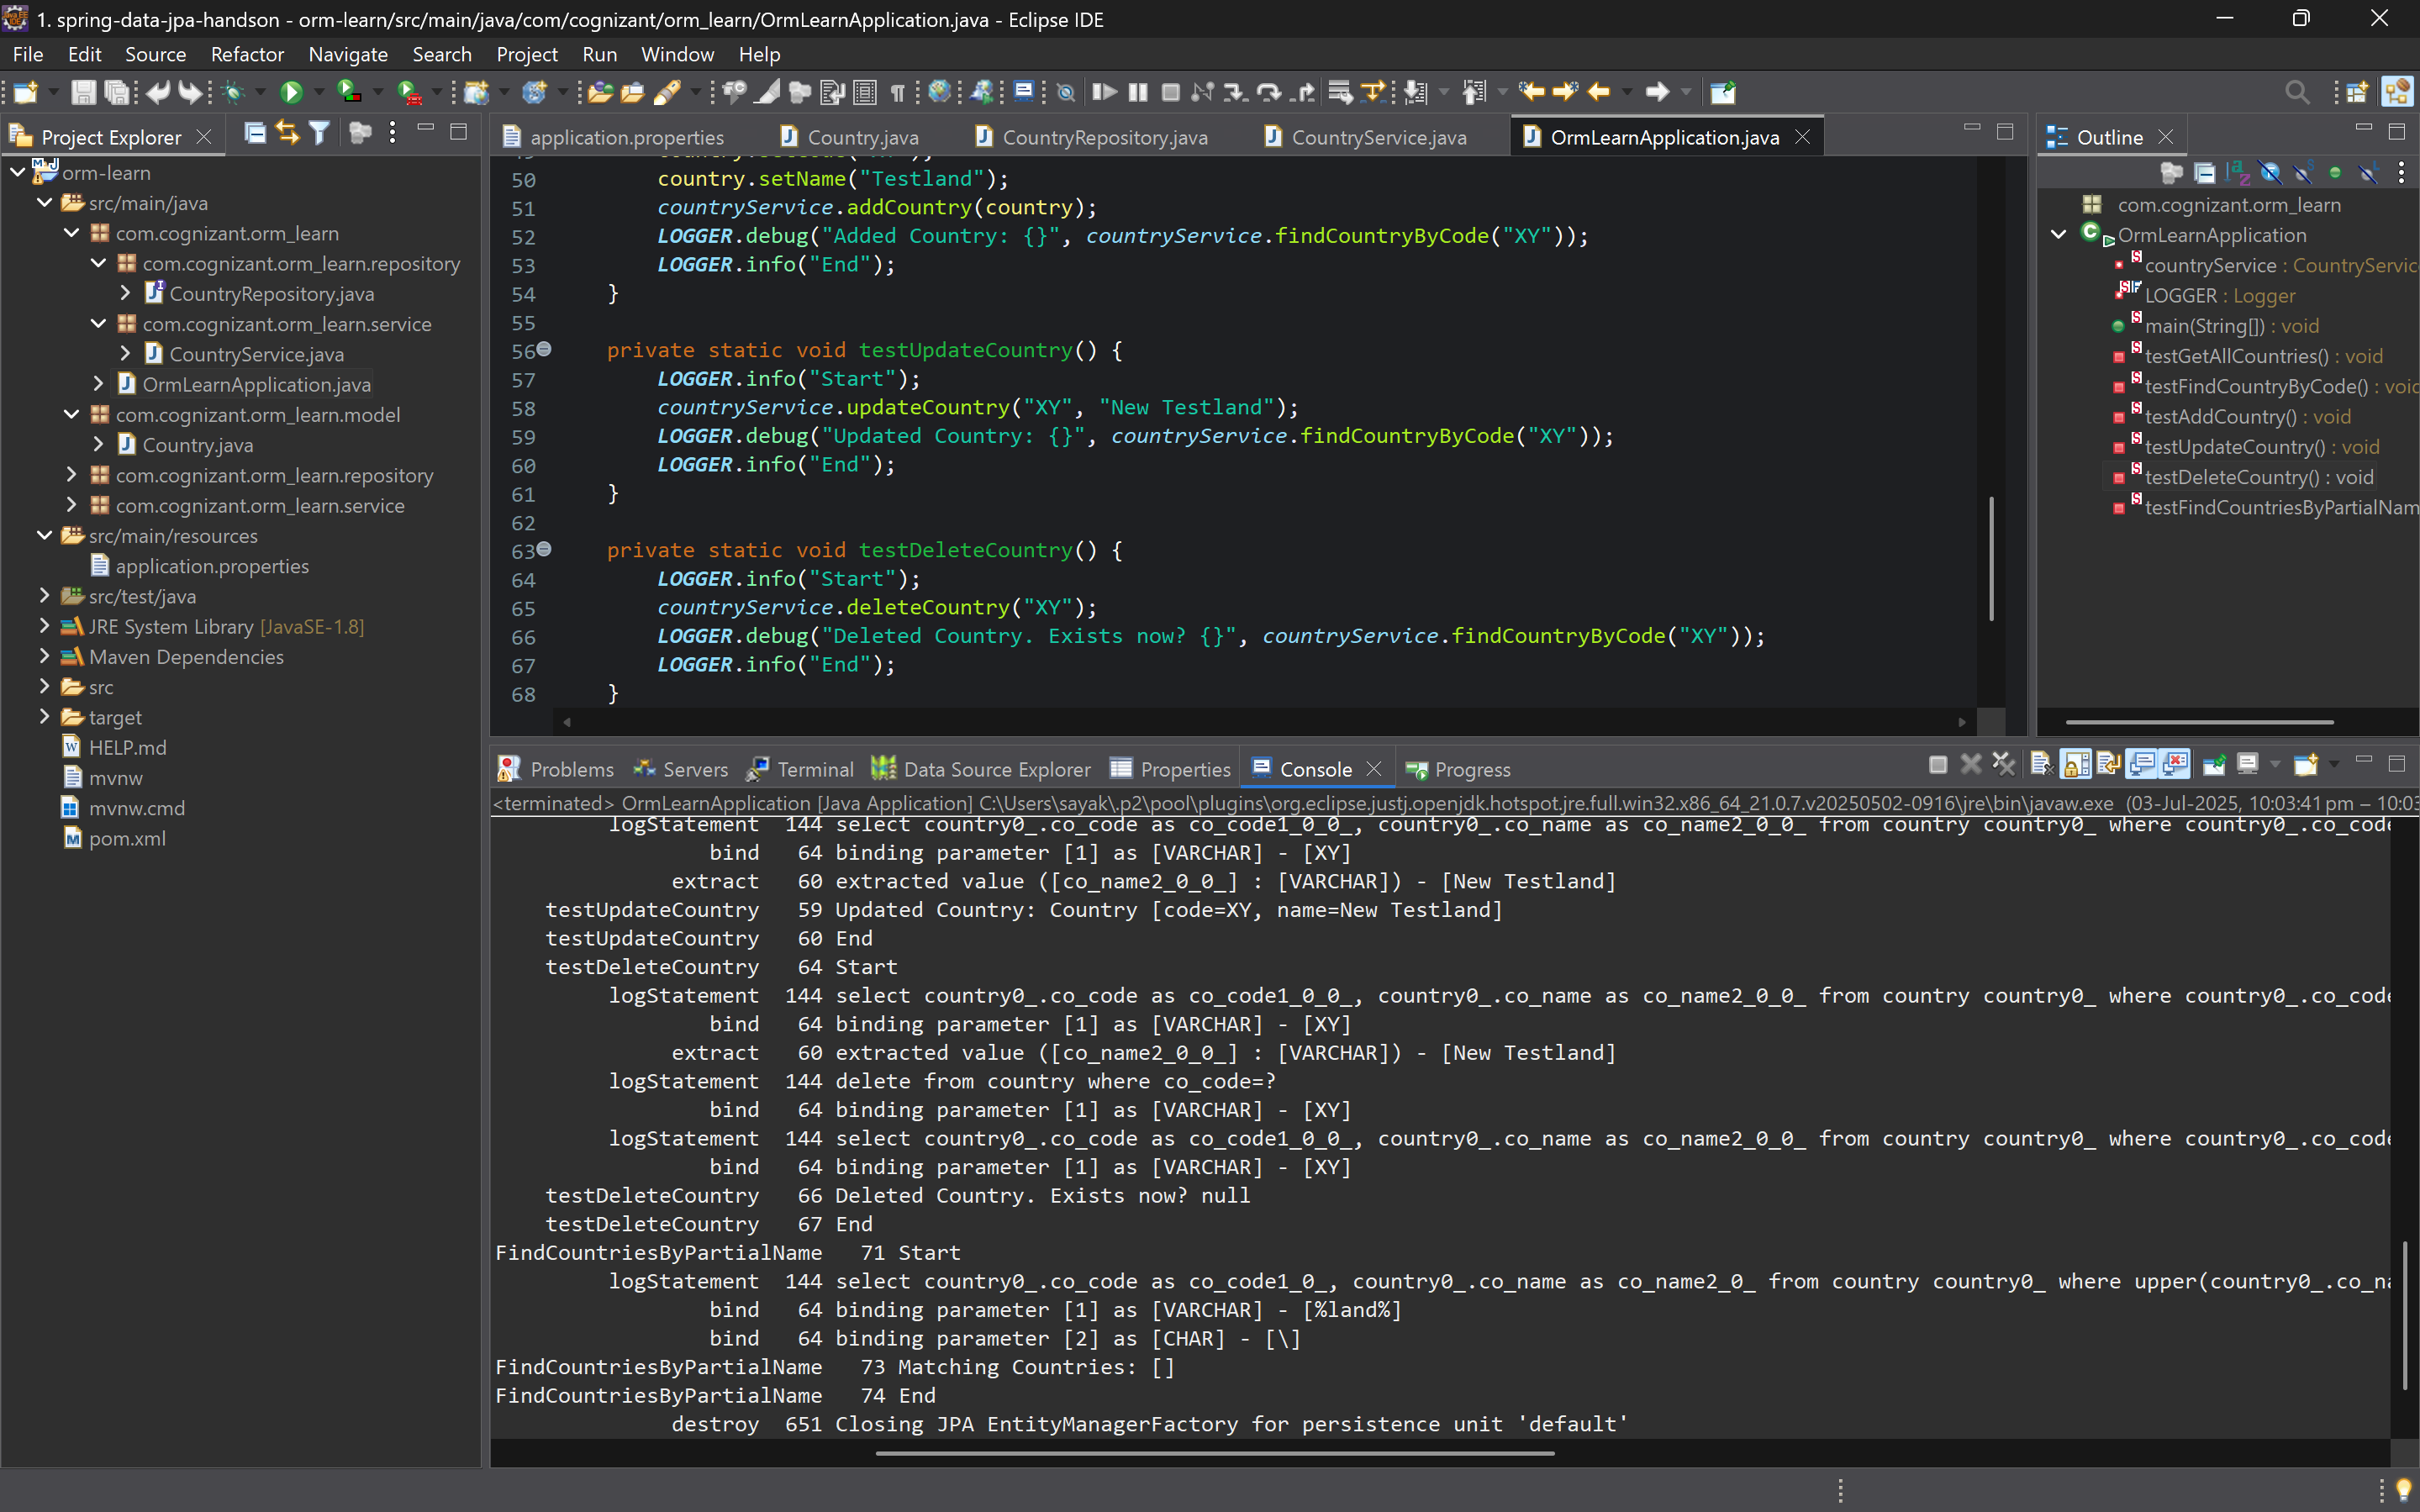 1. spring-data-jpa-handson - orm-learn/src/main/java/com/cognizant/orm_learn/OrmLearnApplication.java - Eclipse IDE
File Edit Source Refactor Navigate Search Project Run Window Help
Project Explorer
orm-learn
src/main/java
com.cognizant.orm_learn
com.cognizant.orm_learn.repository
CountryRepository.java
com.cognizant.orm_learn.service
CountryService.java
OrmLearnApplication.java
com.cognizant.orm_learn.model
Country.java
com.cognizant.orm_learn.repository
com.cognizant.orm_learn.service
src/main/resources
application.properties
src/test/java
JRE System Library [JavaSE-1.8]
Maven Dependencies
src
target
HELP.md
mvnw
mvnw.cmd
pom.xml
application.properties Country.java CountryRepository.java CountryService.java OrmLearnApplication.java
50 country.setName("Testland");
51 countryService.addCountry(country);
52 LOGGER.debug("Added Country: {}", countryService.findCountryByCode("XY"));
53 LOGGER.info("End");
54 }
55
56 private static void testUpdateCountry() {
57 LOGGER.info("Start");
58 countryService.updateCountry("XY", "New Testland");
59 LOGGER.debug("Updated Country: {}", countryService.findCountryByCode("XY"));
60 LOGGER.info("End");
61 }
62
63 private static void testDeleteCountry() {
64 LOGGER.info("Start");
65 countryService.deleteCountry("XY");
66 LOGGER.debug("Deleted Country. Exists now? {}", countryService.findCountryByCode("XY"));
67 LOGGER.info("End");
68 }
Outline
com.cognizant.orm_learn
OrmLearnApplication
countryService : CountryServic
LOGGER : Logger
main(String[]) : void
testGetAllCountries() : void
testFindCountryByCode() : voic
testAddCountry() : void
testUpdateCountry() : void
testDeleteCountry() : void
testFindCountriesByPartialNam
Problems Servers Terminal Data Source Explorer Properties Console Progress
<terminated> OrmLearnApplication [Java Application] C:\Users\sayak\.p2\pool\plugins\org.eclipse.justj.openjdk.hotspot.jre.full.win32.x86_64_21.0.7.v20250502-0916\jre\bin\javaw.exe (03-Jul-2025, 10:03:41 pm – 10:03
logStatement 144 select country0_.co_code as co_code1_0_0_, country0_.co_name as co_name2_0_0_ from country country0_ where country0_.co_code
bind 64 binding parameter [1] as [VARCHAR] - [XY]
extract 60 extracted value ([co_name2_0_0_] : [VARCHAR]) - [New Testland]
testUpdateCountry 59 Updated Country: Country [code=XY, name=New Testland]
testUpdateCountry 60 End
testDeleteCountry 64 Start
logStatement 144 select country0_.co_code as co_code1_0_0_, country0_.co_name as co_name2_0_0_ from country country0_ where country0_.co_code
bind 64 binding parameter [1] as [VARCHAR] - [XY]
extract 60 extracted value ([co_name2_0_0_] : [VARCHAR]) - [New Testland]
logStatement 144 delete from country where co_code=?
bind 64 binding parameter [1] as [VARCHAR] - [XY]
logStatement 144 select country0_.co_code as co_code1_0_0_, country0_.co_name as co_name2_0_0_ from country country0_ where country0_.co_code
bind 64 binding parameter [1] as [VARCHAR] - [XY]
testDeleteCountry 66 Deleted Country. Exists now? null
testDeleteCountry 67 End
FindCountriesByPartialName 71 Start
logStatement 144 select country0_.co_code as co_code1_0_, country0_.co_name as co_name2_0_ from country country0_ where upper(country0_.co_na
bind 64 binding parameter [1] as [VARCHAR] - [%land%]
bind 64 binding parameter [2] as [CHAR] - [\]
FindCountriesByPartialName 73 Matching Countries: []
FindCountriesByPartialName 74 End
destroy 651 Closing JPA EntityManagerFactory for persistence unit 'default'